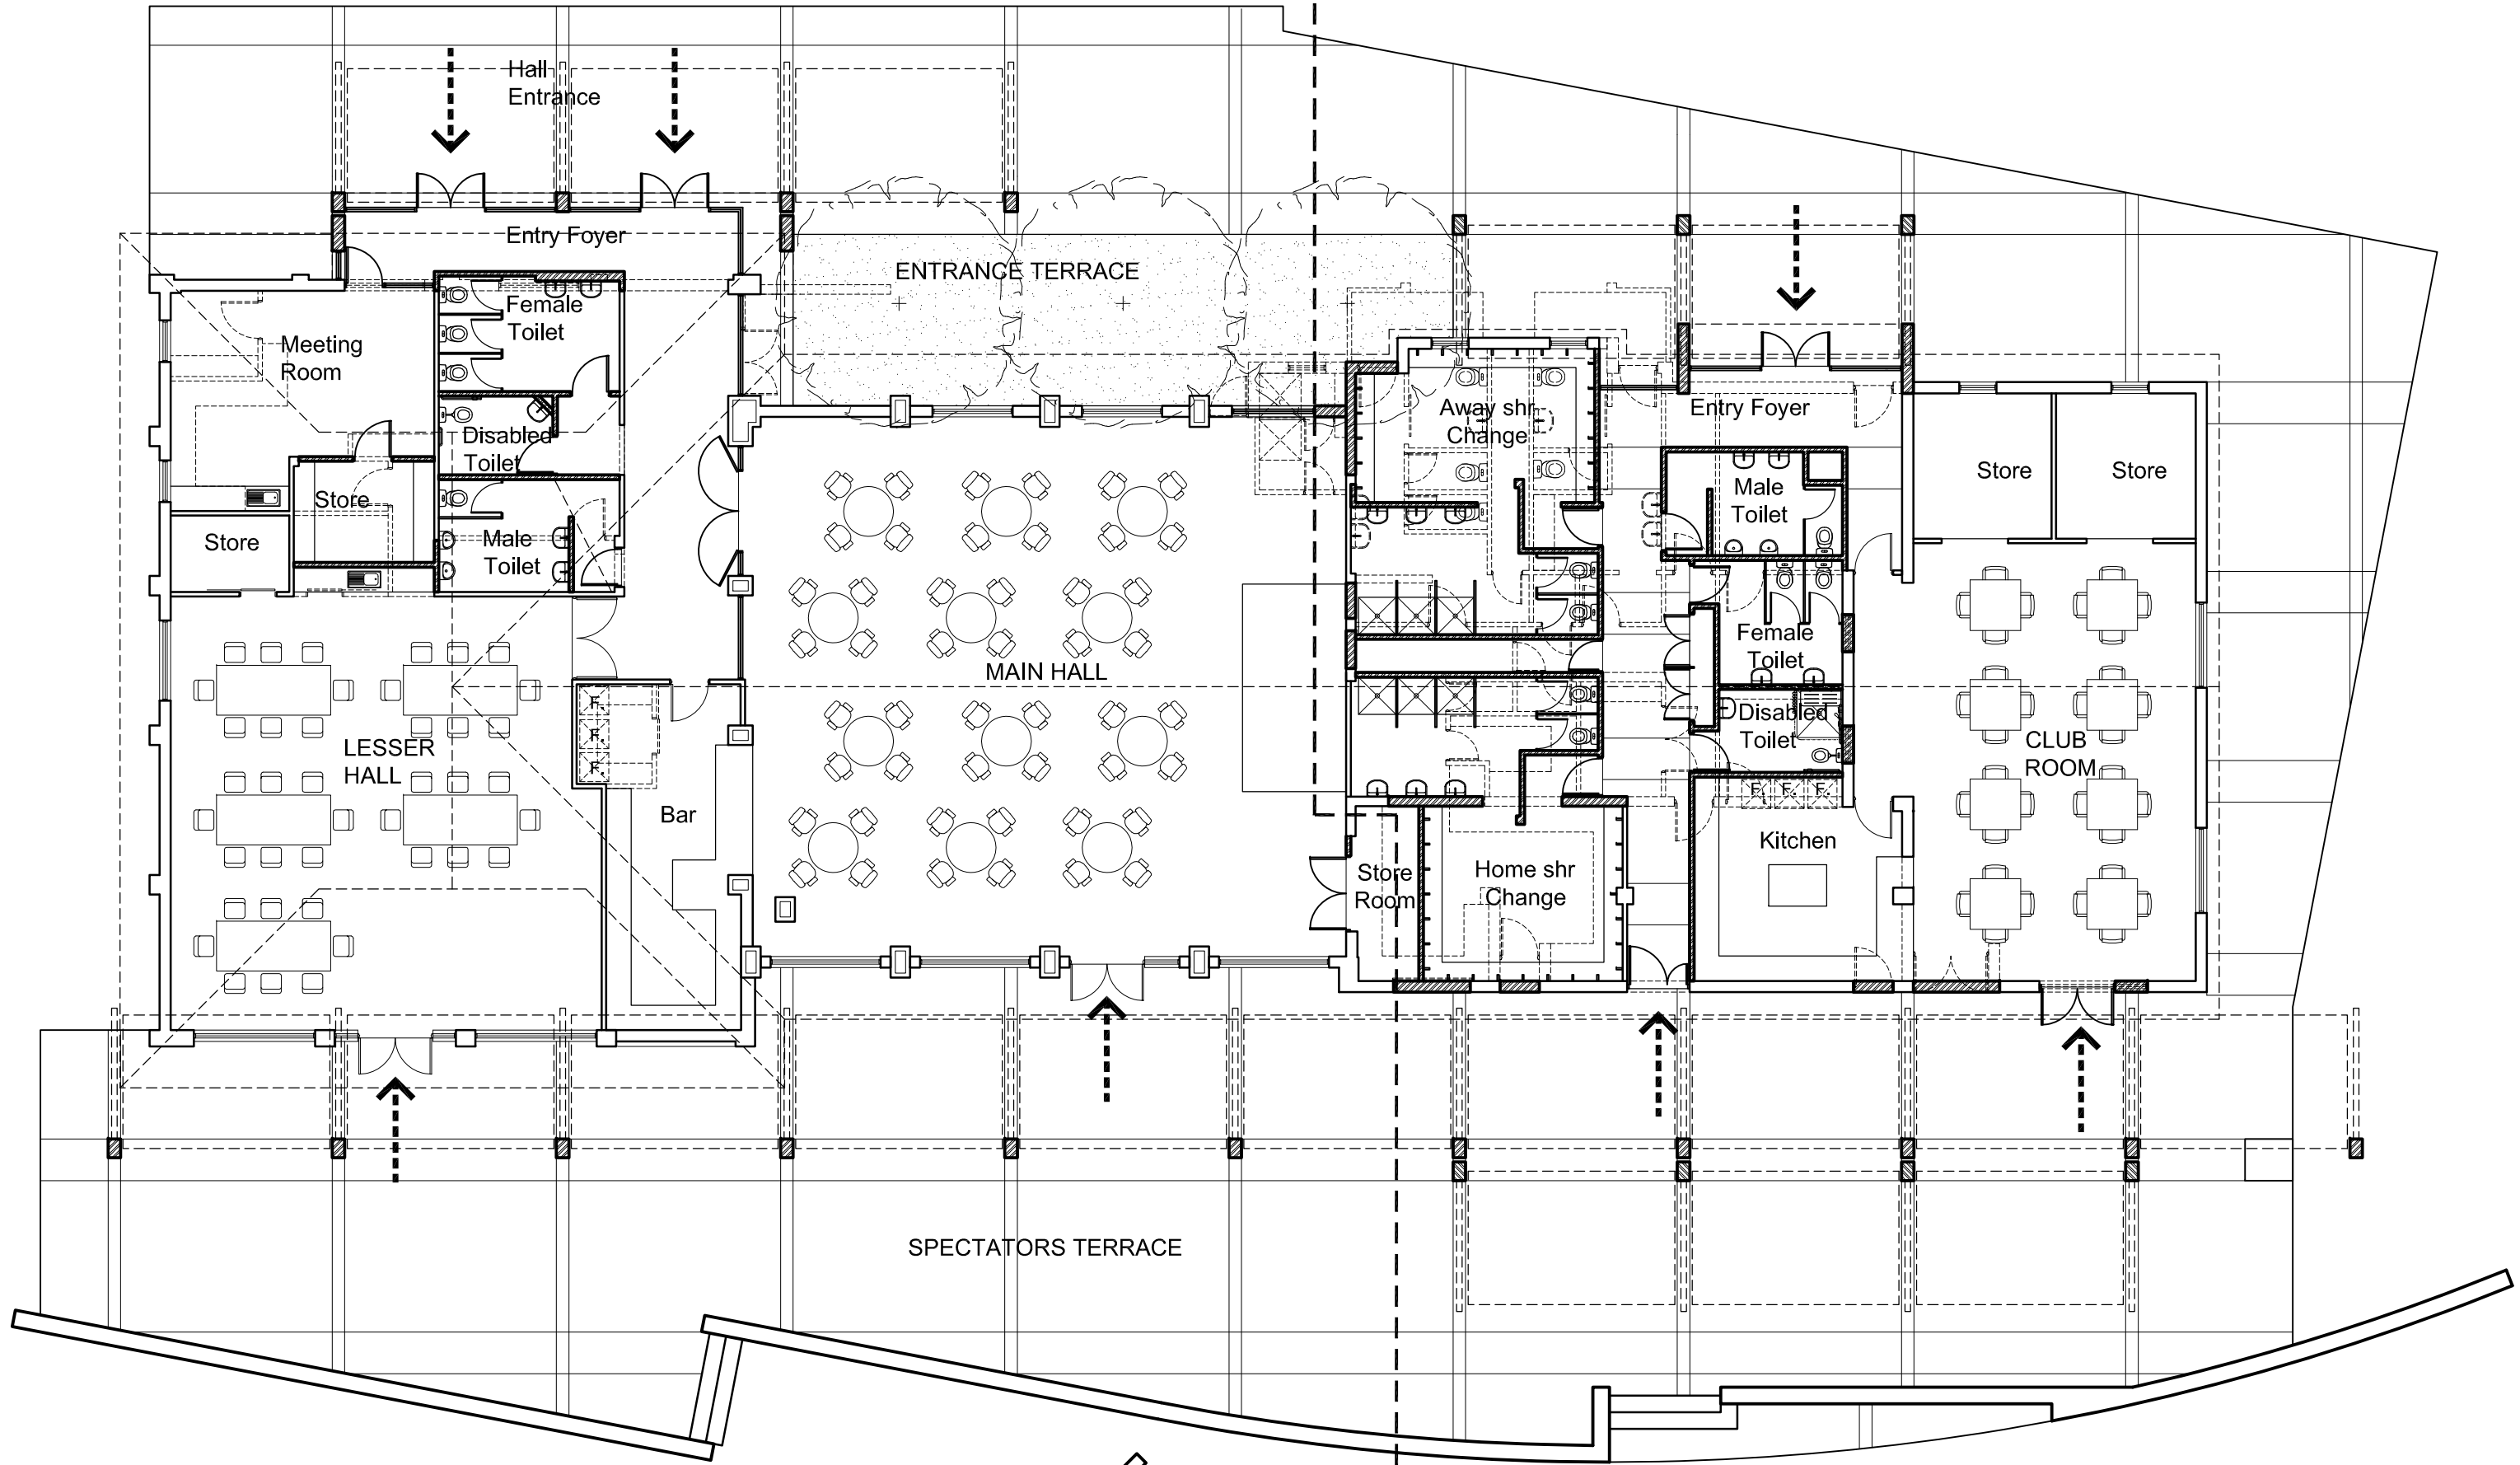 Hall
Entrance
Entry Foyer
ENTRANCE TERRACE
Female
Toilet
Meeting
Room
Disabled
Toilet
Store
Store
Male
Toilet
LESSER
HALL
F.
F.
F.
Bar
MAIN HALL
Away shr
Change
Entry Foyer
Male
Toilet
Store
Store
Female
Toilet
Disabled
Toilet
CLUB
ROOM
F.
F.
F.
Kitchen
Store
Room
Home shr
Change
SPECTATORS TERRACE